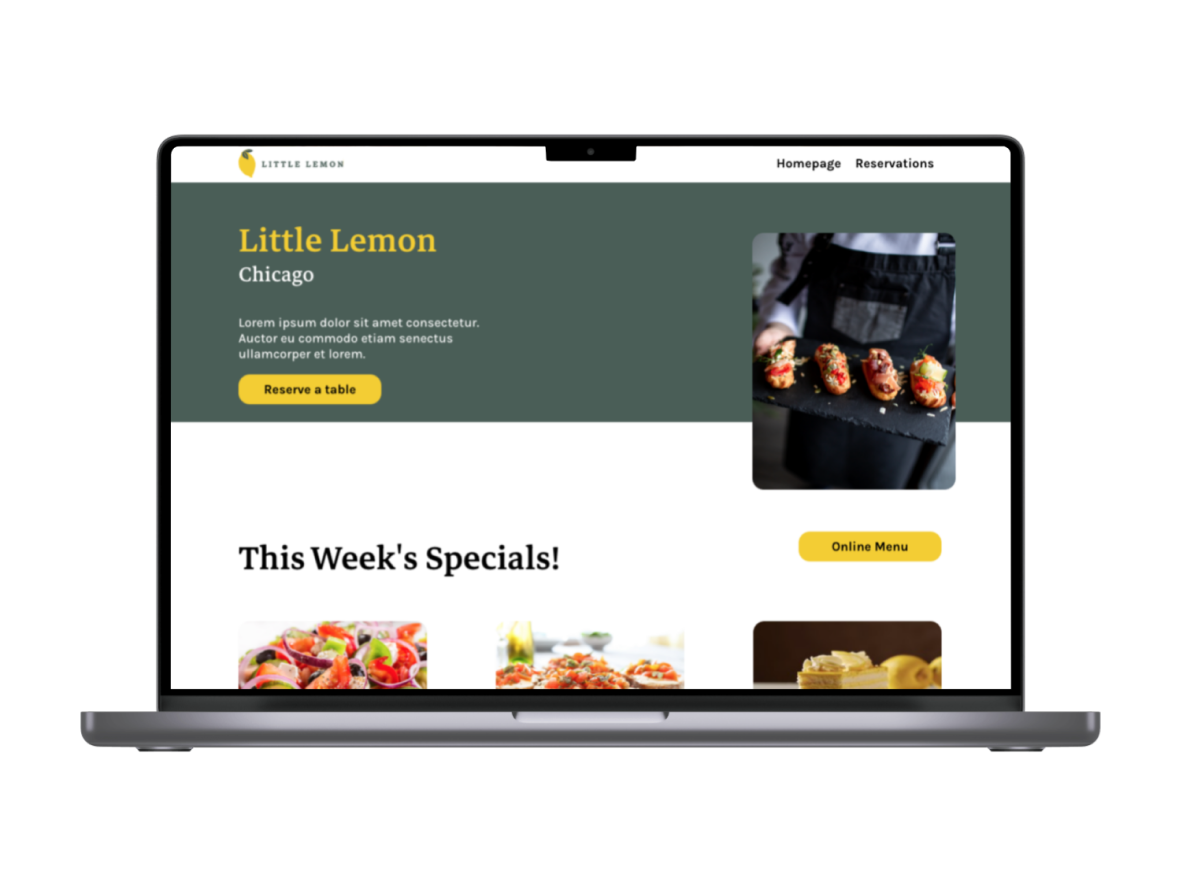 LITTLE LEMON
Homepage Reservations
Little Lemon
Chicago
Lorem ipsum dolor sit amet consectetur.
Auctor eu commodo etiam senectus
ullamcorper et lorem.
Reserve a table
Online Menu
This Week's Specials!